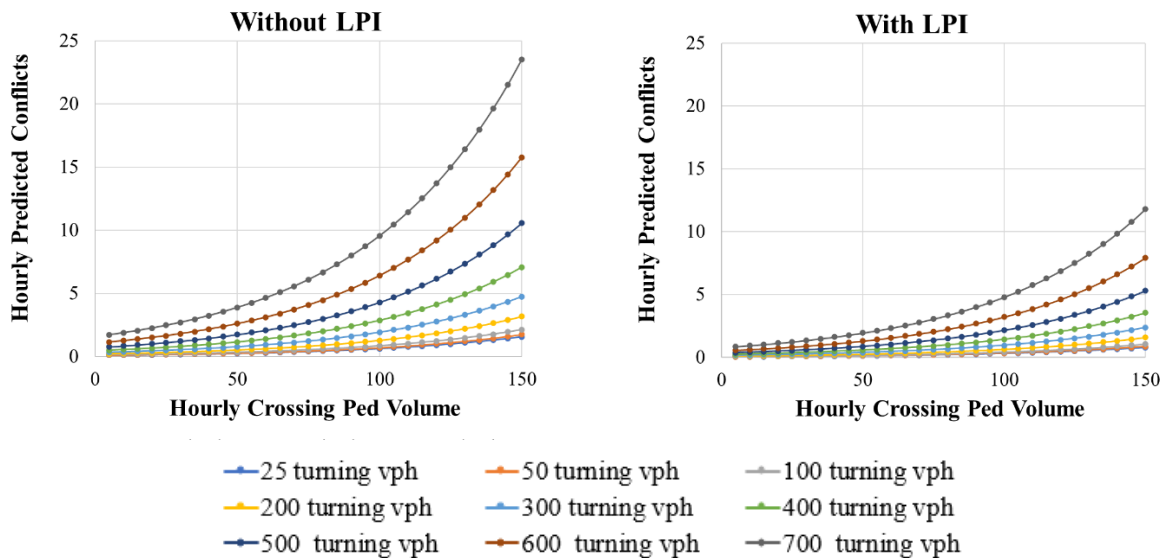 Without LPI
Hourly Predicted Conflicts
25
20
15
10
5
0
0 50 100 150
Hourly Crossing Ped Volume
With LPI
Hourly Predicted Conflicts
25
20
15
10
5
0
0 50 100 150
Hourly Crossing Ped Volume
25 turning vph 50 turning vph 100 turning vph
200 turning vph 300 turning vph 400 turning vph
500 turning vph 600 turning vph 700 turning vph